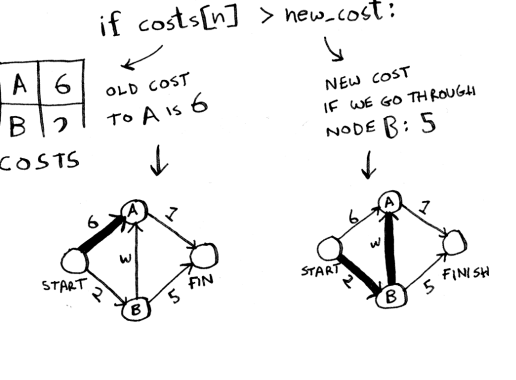 if costs[n] > new_cost:
A 6
B 2
COSTS
OLD COST
TO A IS 6
NEW COST
IF WE GO THROUGH
NODE B: 5
A
6
1
W
START
2
B
5
FIN
A
6
1
W
START
2
B
5
FINISH